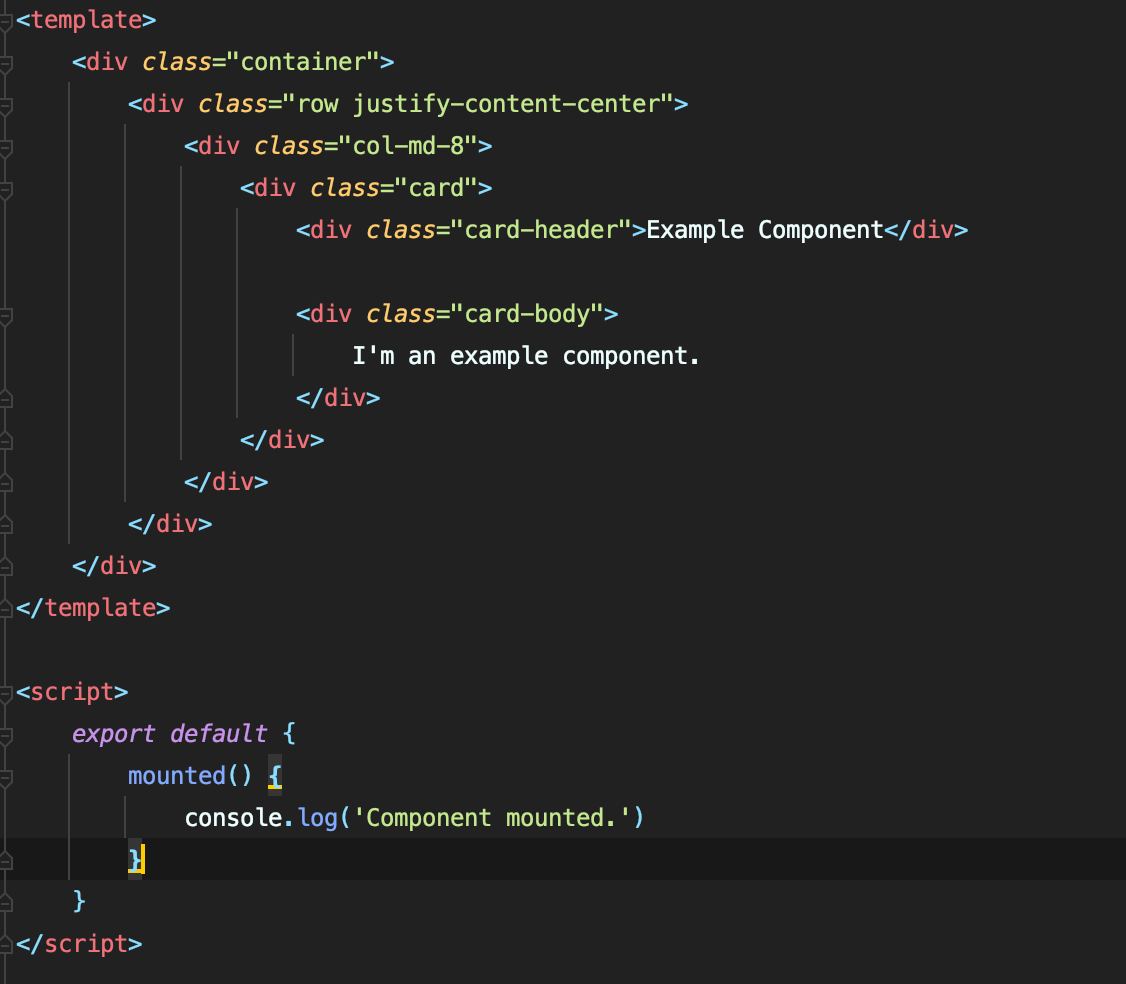 <template>
    <div class="container">
        <div class="row justify-content-center">
            <div class="col-md-8">
                <div class="card">
                    <div class="card-header">Example Component</div>

                    <div class="card-body">
                        I'm an example component.
                    </div>
                </div>
            </div>
        </div>
    </div>
</template>

<script>
    export default {
        mounted() {
            console.log('Component mounted.')
        }
    }
</script>